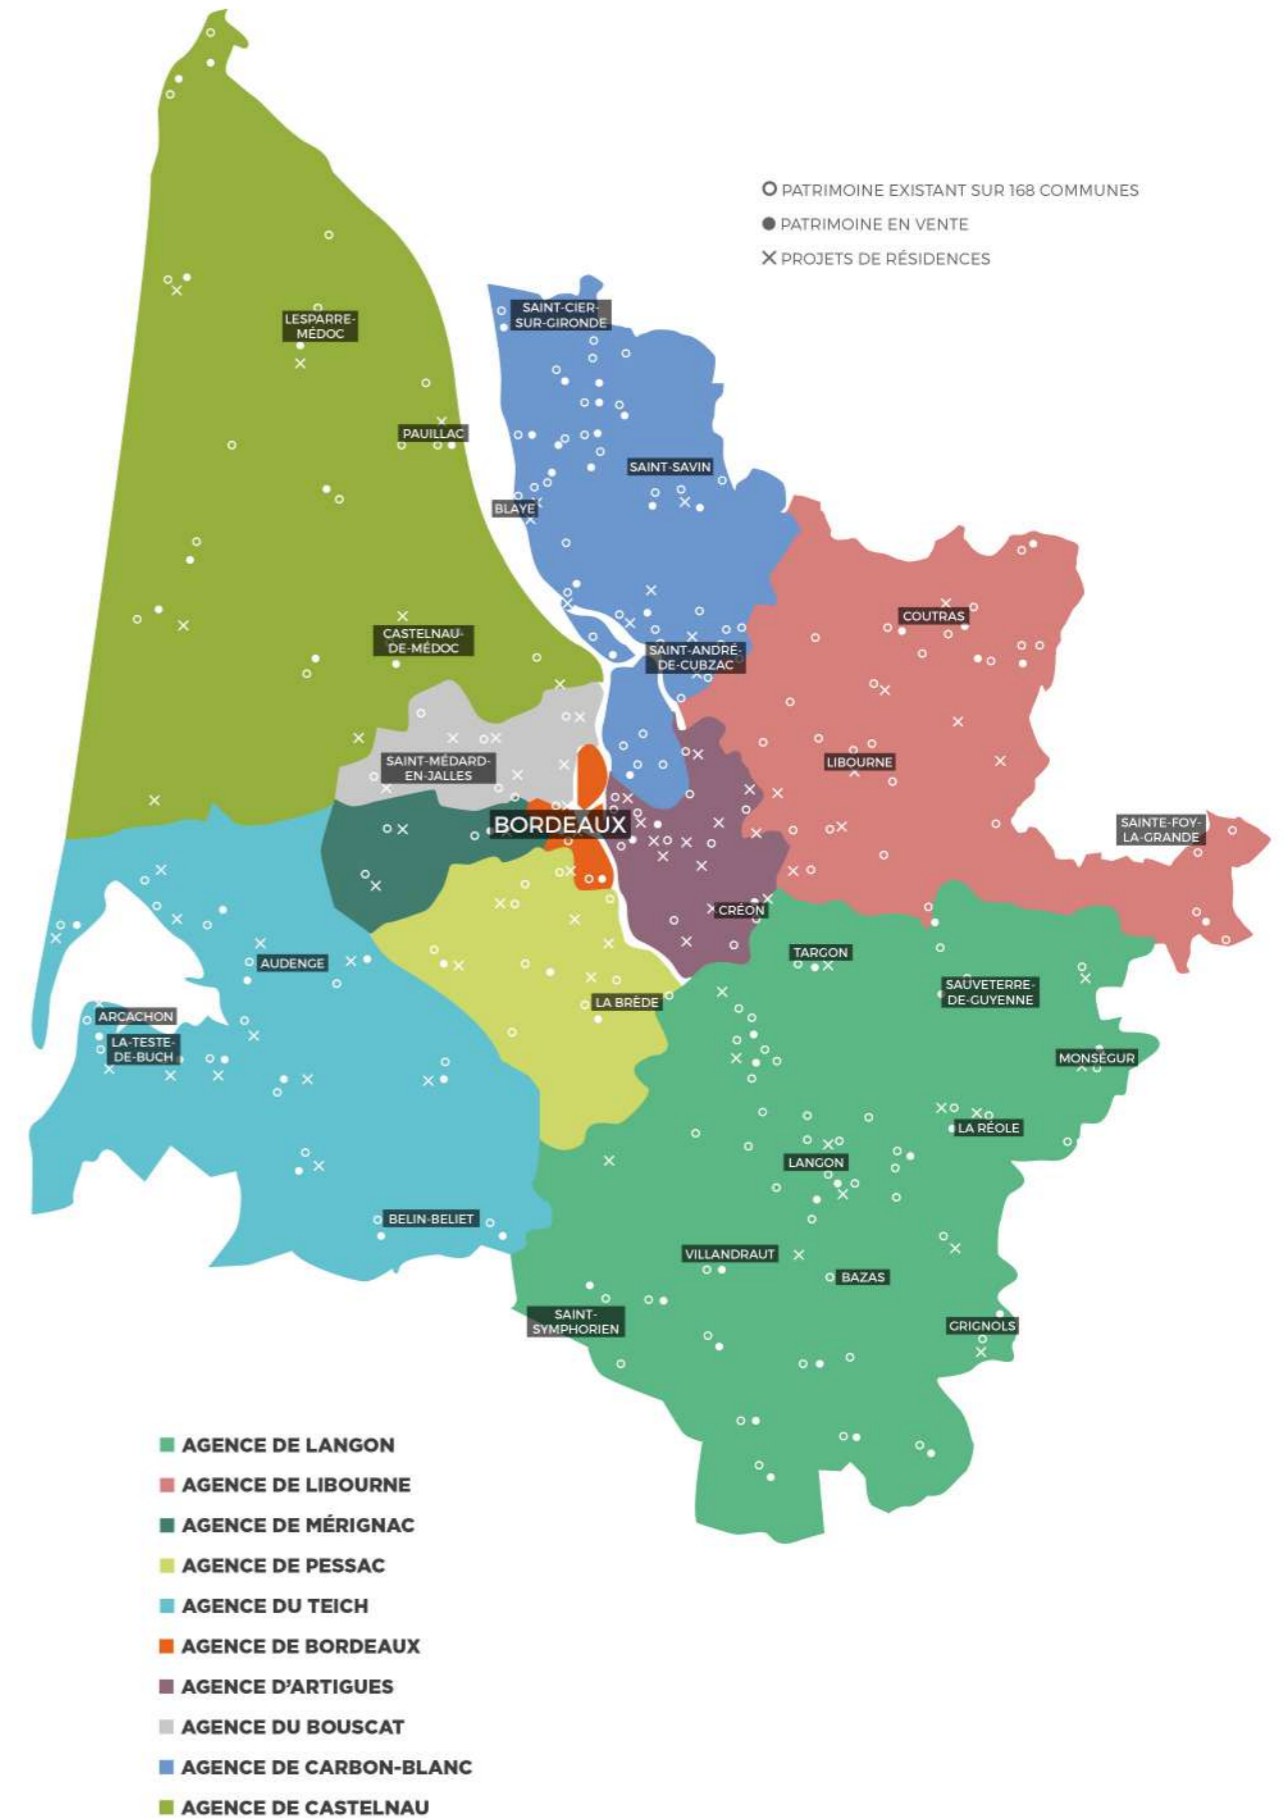 PATRIMOINE EXISTANT SUR 168 COMMUNES
PATRIMOINE EN VENTE
PROJETS DE RÉSIDENCES
SAINT-CIER-
SUR-GIRONDE
LESPARRE-
MÉDOC
PAUILLAC
SAINT-SAVIN
BLAYE
COUTRAS
CASTELNAU-
DE-MÉDOC
SAINT-ANDRÉ-
DE-CUBZAC
SAINT-MÉDARD-
EN-JALLES
LIBOURNE
BORDEAUX
SAINTE-FOY-
LA-GRANDE
CRÉON
TARGON
AUDENGE
SAUVETERRE-
DE-GUYENNE
LA BRÈDE
ARCACHON
LA-TESTE-
DE-BUCH
MONSÉGUR
LA RÉOLE
LANGON
BELIN-BELIET
VILLANDRAUT
BAZAS
SAINT-
SYMPHORIEN
GRIGNOLS
AGENCE DE LANGON
AGENCE DE LIBOURNE
AGENCE DE MÉRIGNAC
AGENCE DE PESSAC
AGENCE DU TEICH
AGENCE DE BORDEAUX
AGENCE D'ARTIGUES
AGENCE DU BOUSCAT
AGENCE DE CARBON-BLANC
AGENCE DE CASTELNAU